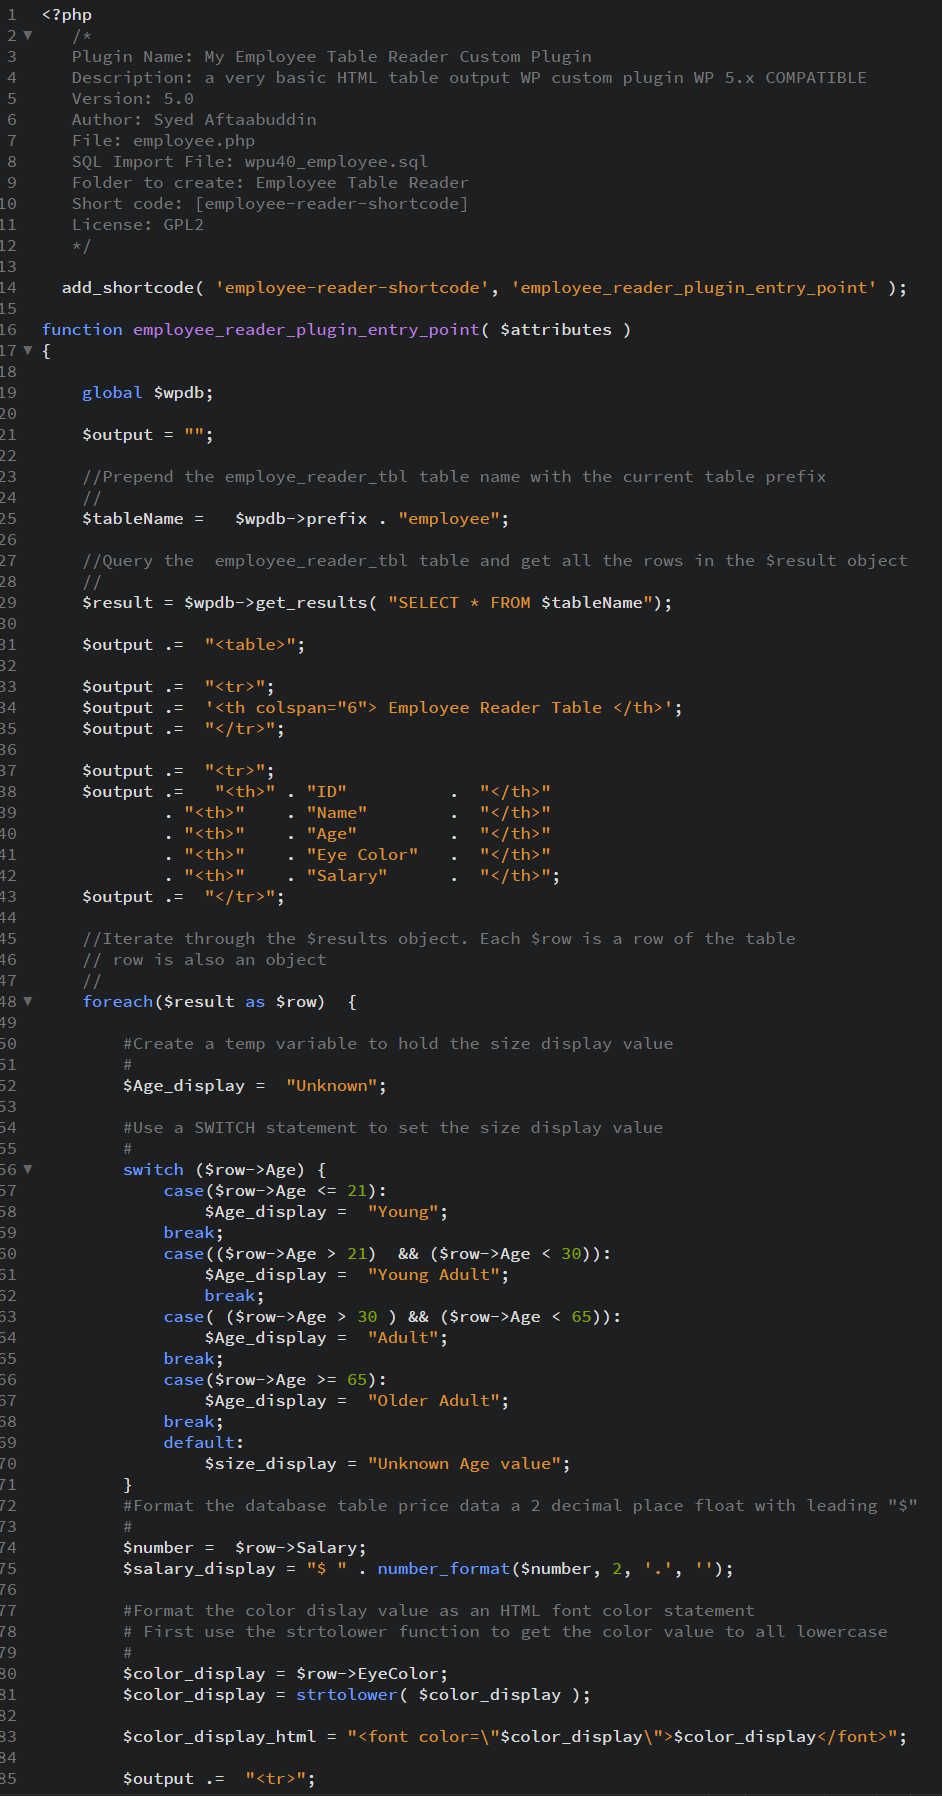 1 <?php
2 ▼ /*
3 Plugin Name: My Employee Table Reader Custom Plugin
4 Description: a very basic HTML table output WP custom plugin WP 5.x COMPATIBLE
5 Version: 5.0
6 Author: Syed Aftaabuddin
7 File: employee.php
8 SQL Import File: wpu40_employee.sql
9 Folder to create: Employee Table Reader
10 Short code: [employee-reader-shortcode]
11 License: GPL2
12 */
13
14 add_shortcode( 'employee-reader-shortcode', 'employee_reader_plugin_entry_point' );
15
16 function employee_reader_plugin_entry_point( $attributes )
17 ▼ {
18
19 global $wpdb;
20
21 $output = "";
22
23 //Prepend the employe_reader_tbl table name with the current table prefix
24 //
25 $tableName =   $wpdb->prefix . "employee";
26
27 //Query the  employee_reader_tbl table and get all the rows in the $result object
28 //
29 $result = $wpdb->get_results( "SELECT * FROM $tableName");
30
31 $output .=  "<table>";
32
33 $output .=  "<tr>";
34 $output .=  '<th colspan="6"> Employee Reader Table </th>';
35 $output .=  "</tr>";
36
37 $output .=  "<tr>";
38 $output .=   "<th>" . "ID"          .  "</th>"
39 . "<th>"    . "Name"        .  "</th>"
40 . "<th>"    . "Age"         .  "</th>"
41 . "<th>"    . "Eye Color"   .  "</th>"
42 . "<th>"    . "Salary"      .  "</th>";
43 $output .=  "</tr>";
44
45 //Iterate through the $results object. Each $row is a row of the table
46 // row is also an object
47 //
48 ▼ foreach($result as $row)  {
49
50 #Create a temp variable to hold the size display value
51 #
52 $Age_display =  "Unknown";
53
54 #Use a SWITCH statement to set the size display value
55 #
56 ▼ switch ($row->Age) {
57 case($row->Age <= 21):
58 $Age_display =  "Young";
59 break;
60 case(($row->Age > 21)  && ($row->Age < 30)):
61 $Age_display =  "Young Adult";
62 break;
63 case( ($row->Age > 30 ) && ($row->Age < 65)):
64 $Age_display =  "Adult";
65 break;
66 case($row->Age >= 65):
67 $Age_display =  "Older Adult";
68 break;
69 default:
70 $size_display = "Unknown Age value";
71 }
72 #Format the database table price data a 2 decimal place float with leading "$"
73 #
74 $number =  $row->Salary;
75 $salary_display = "$ " . number_format($number, 2, '.', '');
76
77 #Format the color dislay value as an HTML font color statement
78 # First use the strtolower function to get the color value to all lowercase
79 #
80 $color_display = $row->EyeColor;
81 $color_display = strtolower( $color_display );
82
83 $color_display_html = "<font color=\"$color_display\">$color_display</font>";
84
85 $output .=  "<tr>";